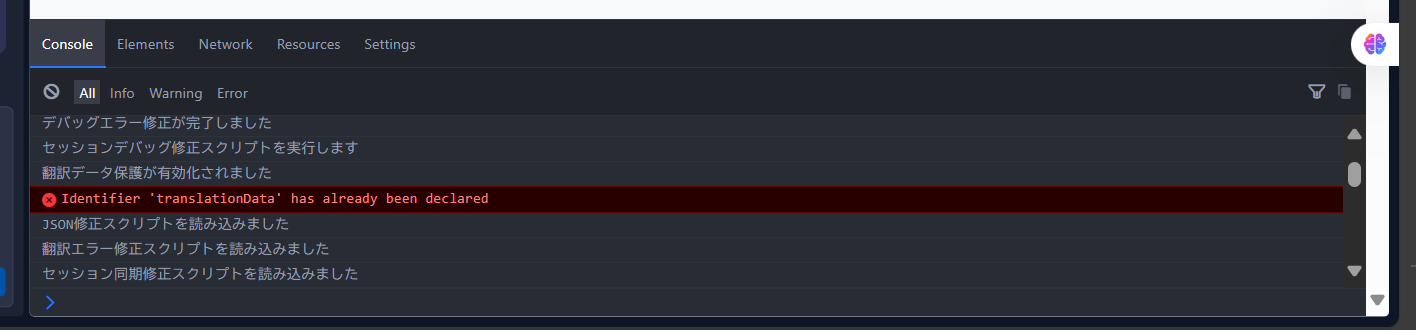 Console Elements Network Resources Settings
All Info Warning Error
デバッグエラー修正が完了しました
セッションデバッグ修正スクリプトを実行します
翻訳データ保護が有効化されました
Identifier 'translationData' has already been declared
JSON修正スクリプトを読み込みました
翻訳エラー修正スクリプトを読み込みました
セッション同期修正スクリプトを読み込みました